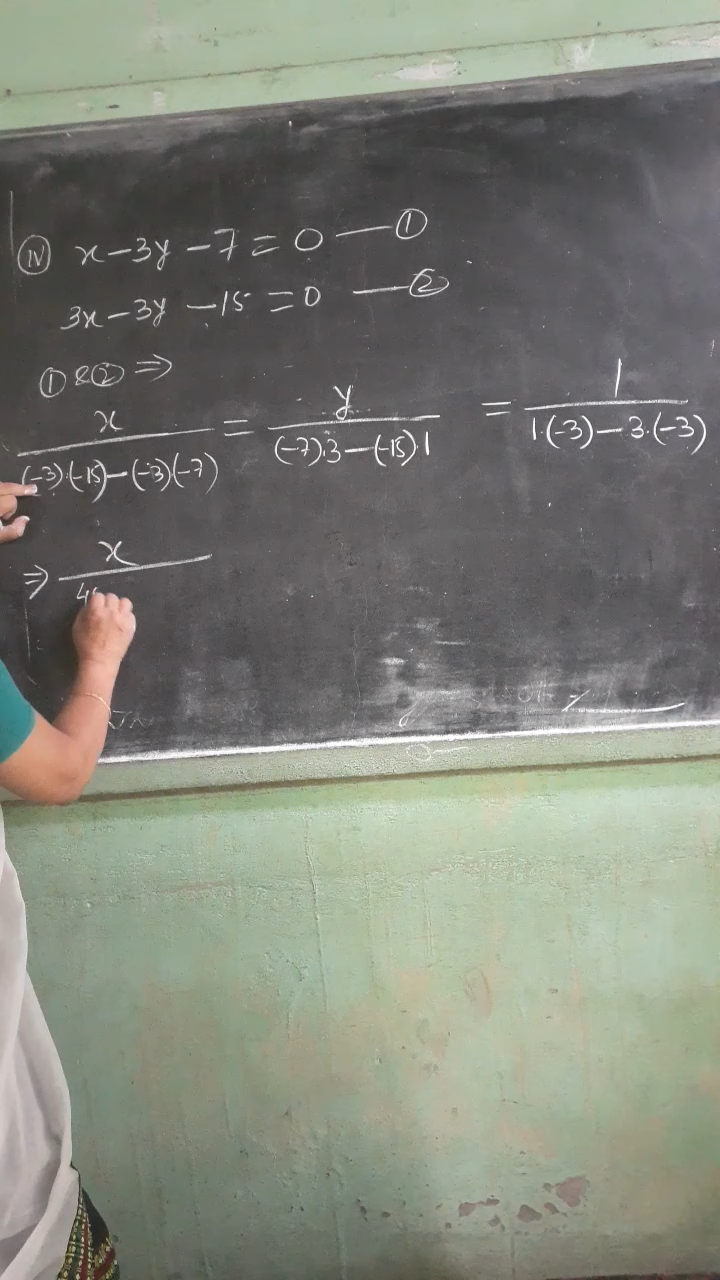 (iv) x – 3y – 7 = 0 — ①
3x – 3y – 15 = 0 — ②
① & ② ⇒
x / (-3)·(-15) – (-3)(-7) = y / (-7)·3 – (-15)·1 = 1 / 1·(-3) – 3·(-3)
⇒ x / 4